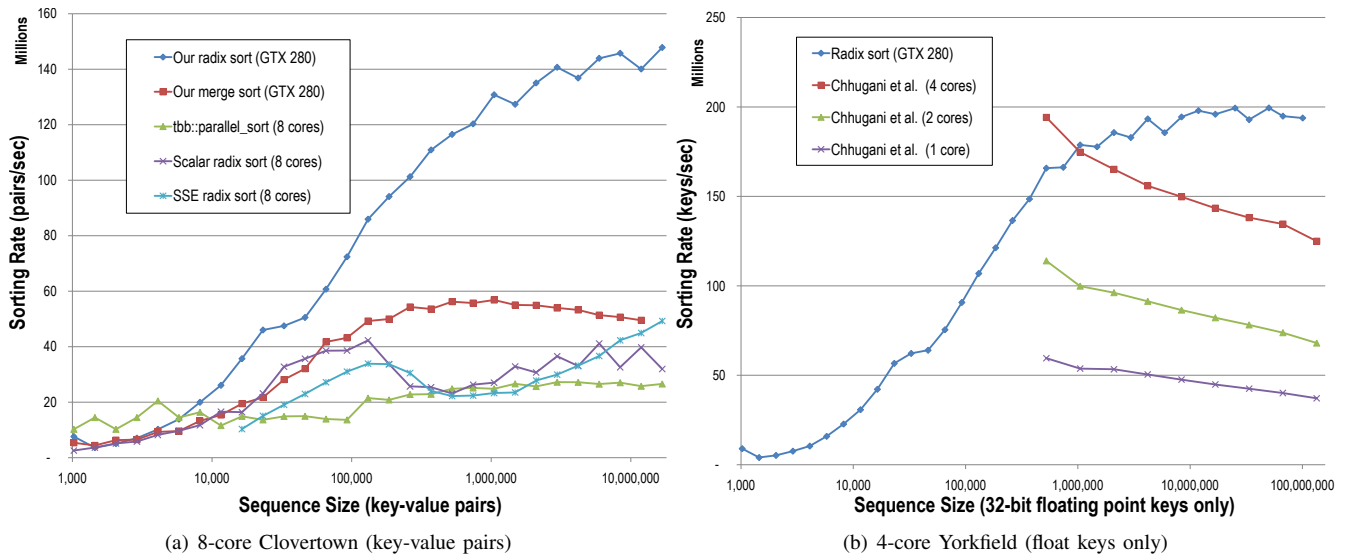 160
140
120
100
80
60
40
20
-
Millions
Sorting Rate (pairs/sec)
Our radix sort (GTX 280)
Our merge sort (GTX 280)
tbb::parallel_sort (8 cores)
Scalar radix sort (8 cores)
SSE radix sort (8 cores)
1,000
10,000
100,000
1,000,000
10,000,000
Sequence Size (key-value pairs)
(a) 8-core Clovertown (key-value pairs)
250
200
150
100
50
-
Millions
Sorting Rate (keys/sec)
Radix sort (GTX 280)
Chhugani et al. (4 cores)
Chhugani et al. (2 cores)
Chhugani et al. (1 core)
1,000
10,000
100,000
1,000,000
10,000,000
100,000,000
Sequence Size (32-bit floating point keys only)
(b) 4-core Yorkfield (float keys only)